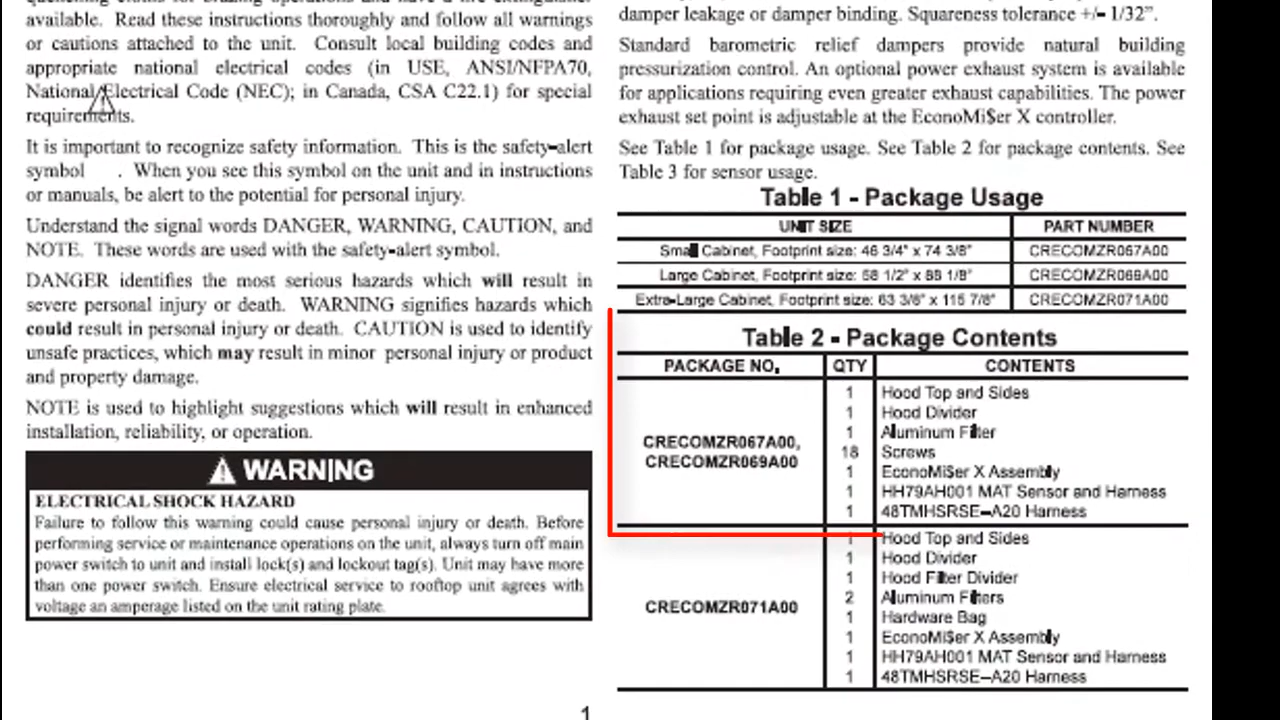 available. Read these instructions thoroughly and follow all warnings
or cautions attached to the unit. Consult local building codes and
appropriate national electrical codes (in USE, ANSI/NFPA70,
National Electrical Code (NEC); in Canada, CSA C22.1) for special
requirements.
It is important to recognize safety information. This is the safety-alert
symbol . When you see this symbol on the unit and in instructions
or manuals, be alert to the potential for personal injury.
Understand the signal words DANGER, WARNING, CAUTION, and
NOTE. These words are used with the safety-alert symbol.
DANGER identifies the most serious hazards which will result in
severe personal injury or death. WARNING signifies hazards which
could result in personal injury or death. CAUTION is used to identify
unsafe practices, which may result in minor personal injury or product
and property damage.
NOTE is used to highlight suggestions which will result in enhanced
installation, reliability, or operation.
WARNING
ELECTRICAL SHOCK HAZARD
Failure to follow this warning could cause personal injury or death. Before
performing service or maintenance operations on the unit, always turn off main
power switch to unit and install lock(s) and lockout tag(s). Unit may have more
than one power switch. Ensure electrical service to rooftop unit agrees with
voltage an amperage listed on the unit rating plate.
damper leakage or damper binding. Squareness tolerance +/- 1/32”.
Standard barometric relief dampers provide natural building
pressurization control. An optional power exhaust system is available
for applications requiring even greater exhaust capabilities. The power
exhaust set point is adjustable at the EconoMi$er X controller.
See Table 1 for package usage. See Table 2 for package contents. See
Table 3 for sensor usage.
Table 1 - Package Usage
UNIT SIZE PART NUMBER
Small Cabinet, Footprint size: 46 3/4" x 74 3/8" CRECOMZR067A00
Large Cabinet, Footprint size: 58 1/2" x 88 1/8" CRECOMZR069A00
Extra-Large Cabinet, Footprint size: 63 3/8" x 115 7/8" CRECOMZR071A00
Table 2 - Package Contents
PACKAGE NO. QTY CONTENTS
CRECOMZR067A00,
CRECOMZR069A00
1 Hood Top and Sides
1 Hood Divider
1 Aluminum Filter
18 Screws
1 EconoMi$er X Assembly
1 HH79AH001 MAT Sensor and Harness
1 48TMHSRSE-A20 Harness
CRECOMZR071A00
1 Hood Top and Sides
1 Hood Divider
1 Hood Filter Divider
2 Aluminum Filters
1 Hardware Bag
1 EconoMi$er X Assembly
1 HH79AH001 MAT Sensor and Harness
1 48TMHSRSE-A20 Harness
1